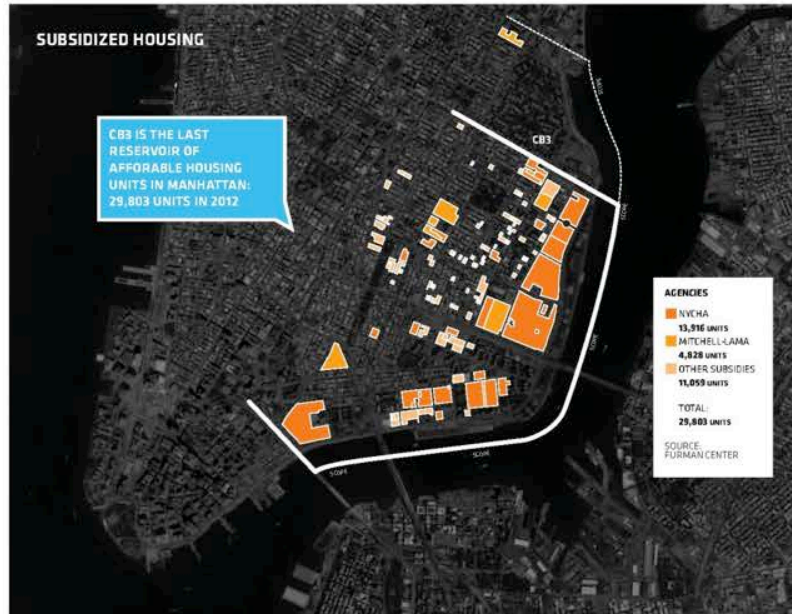 SUBSIDIZED HOUSING
CB3 IS THE LAST
RESERVOIR OF
AFFORABLE HOUSING
UNITS IN MANHATTAN:
29,803 UNITS IN 2012
CB3
AGENCIES
NYCHA
13,916 UNITS
MITCHELL-LAMA
4,828 UNITS
OTHER SUBSIDIES
11,059 UNITS
TOTAL:
29,803 UNITS
SOURCE:
FURMAN CENTER